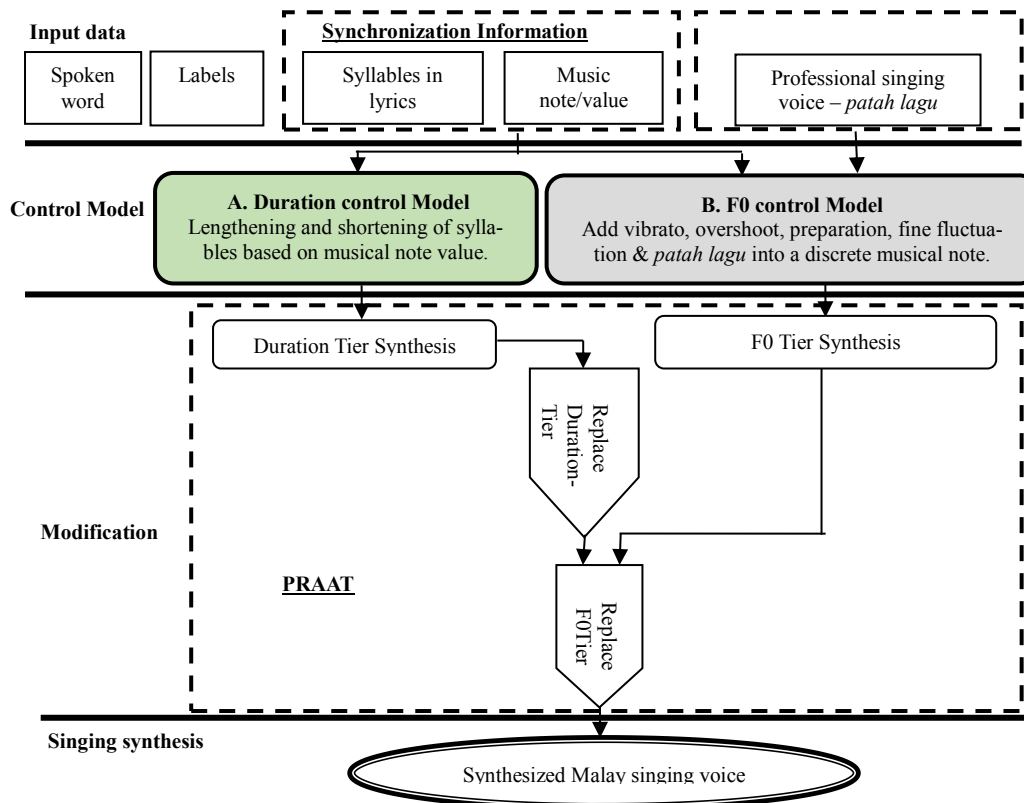 Input data
Synchronization Information
Spoken
word
Labels
Syllables in
lyrics
Music
note/value
Professional singing
voice – patah lagu
Control Model
A. Duration control Model
Lengthening and shortening of sylla-
bles based on musical note value.
B. F0 control Model
Add vibrato, overshoot, preparation, fine fluctua-
tion & patah lagu into a discrete musical note.
Duration Tier Synthesis
F0 Tier Synthesis
Replace
Duration-
Tier
Modification
PRAAT
Replace
F0Tier
Singing synthesis
Synthesized Malay singing voice